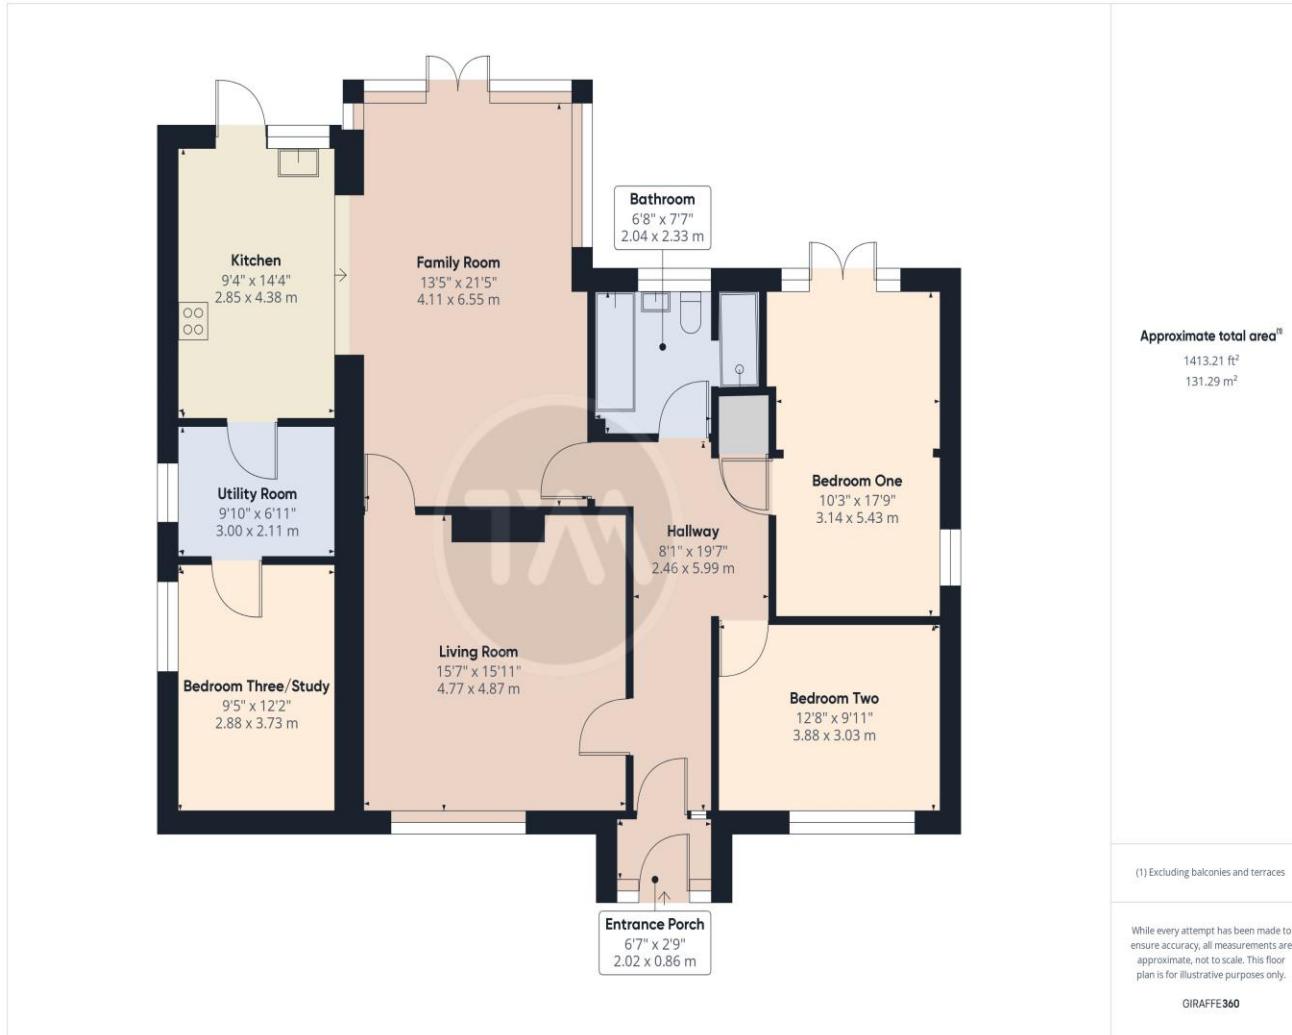 Bathroom
6'8" x 7'7"
2.04 x 2.33 m
Kitchen
9'4" x 14'4"
2.85 x 4.38 m
Family Room
13'5" x 21'5"
4.11 x 6.55 m
Utility Room
9'10" x 6'11"
3.00 x 2.11 m
Bedroom One
10'3" x 17'9"
3.14 x 5.43 m
Hallway
8'1" x 19'7"
2.46 x 5.99 m
Living Room
15'7" x 15'11"
4.77 x 4.87 m
Bedroom Three/Study
9'5" x 12'2"
2.88 x 3.73 m
Bedroom Two
12'8" x 9'11"
3.88 x 3.03 m
Entrance Porch
6'7" x 2'9"
2.02 x 0.86 m
Approximate total area(1)
1413.21 ft²
131.29 m²
(1) Excluding balconies and terraces
While every attempt has been made to
ensure accuracy, all measurements are
approximate, not to scale. This floor
plan is for illustrative purposes only.
GIRAFFE360